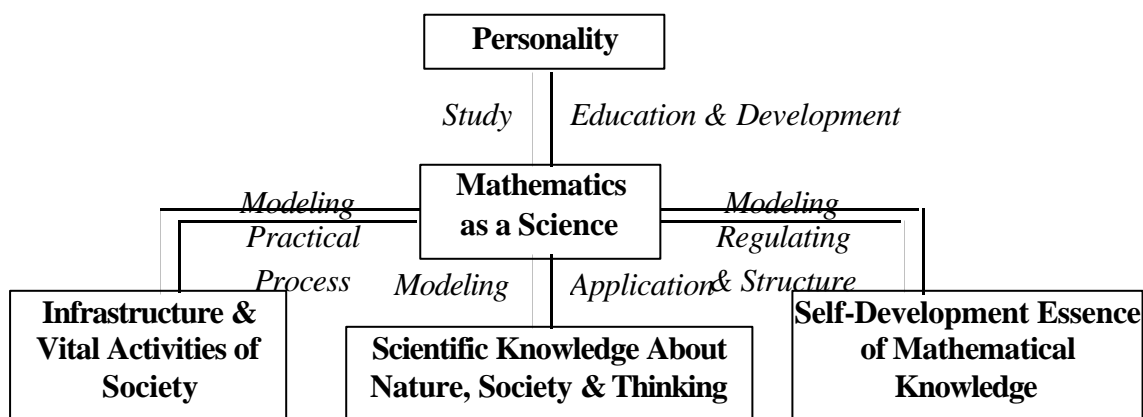 Personality
Study
Education & Development
Mathematics
as a Science
Modeling
Practical
Process
Modeling
Regulating
& Structure
Modeling
Application
Infrastructure &
Vital Activities of
Society
Scientific Knowledge About
Nature, Society & Thinking
Self-Development Essence
of Mathematical
Knowledge